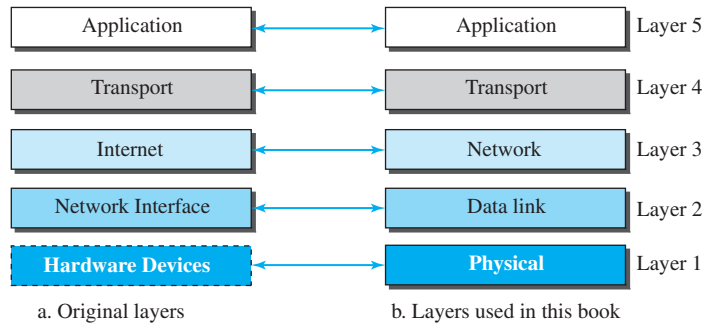 Application Application Layer 5
Transport Transport Layer 4
Internet Network Layer 3
Network Interface Data link Layer 2
Hardware Devices Physical Layer 1
a. Original layers b. Layers used in this book